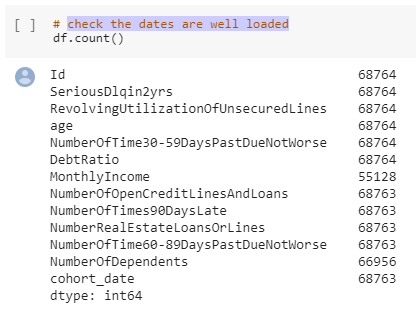 [ ] # check the dates are well loaded
df.count()
Id 68764
SeriousDlqin2yrs 68764
RevolvingUtilizationOfUnsecuredLines 68764
age 68764
NumberOfTime30-59DaysPastDueNotWorse 68764
DebtRatio 68764
MonthlyIncome 55128
NumberOfOpenCreditLinesAndLoans 68763
NumberOfTimes90DaysLate 68763
NumberRealEstateLoansOrLines 68763
NumberOfTime60-89DaysPastDueNotWorse 68763
NumberOfDependents 66956
cohort_date 68763
dtype: int64